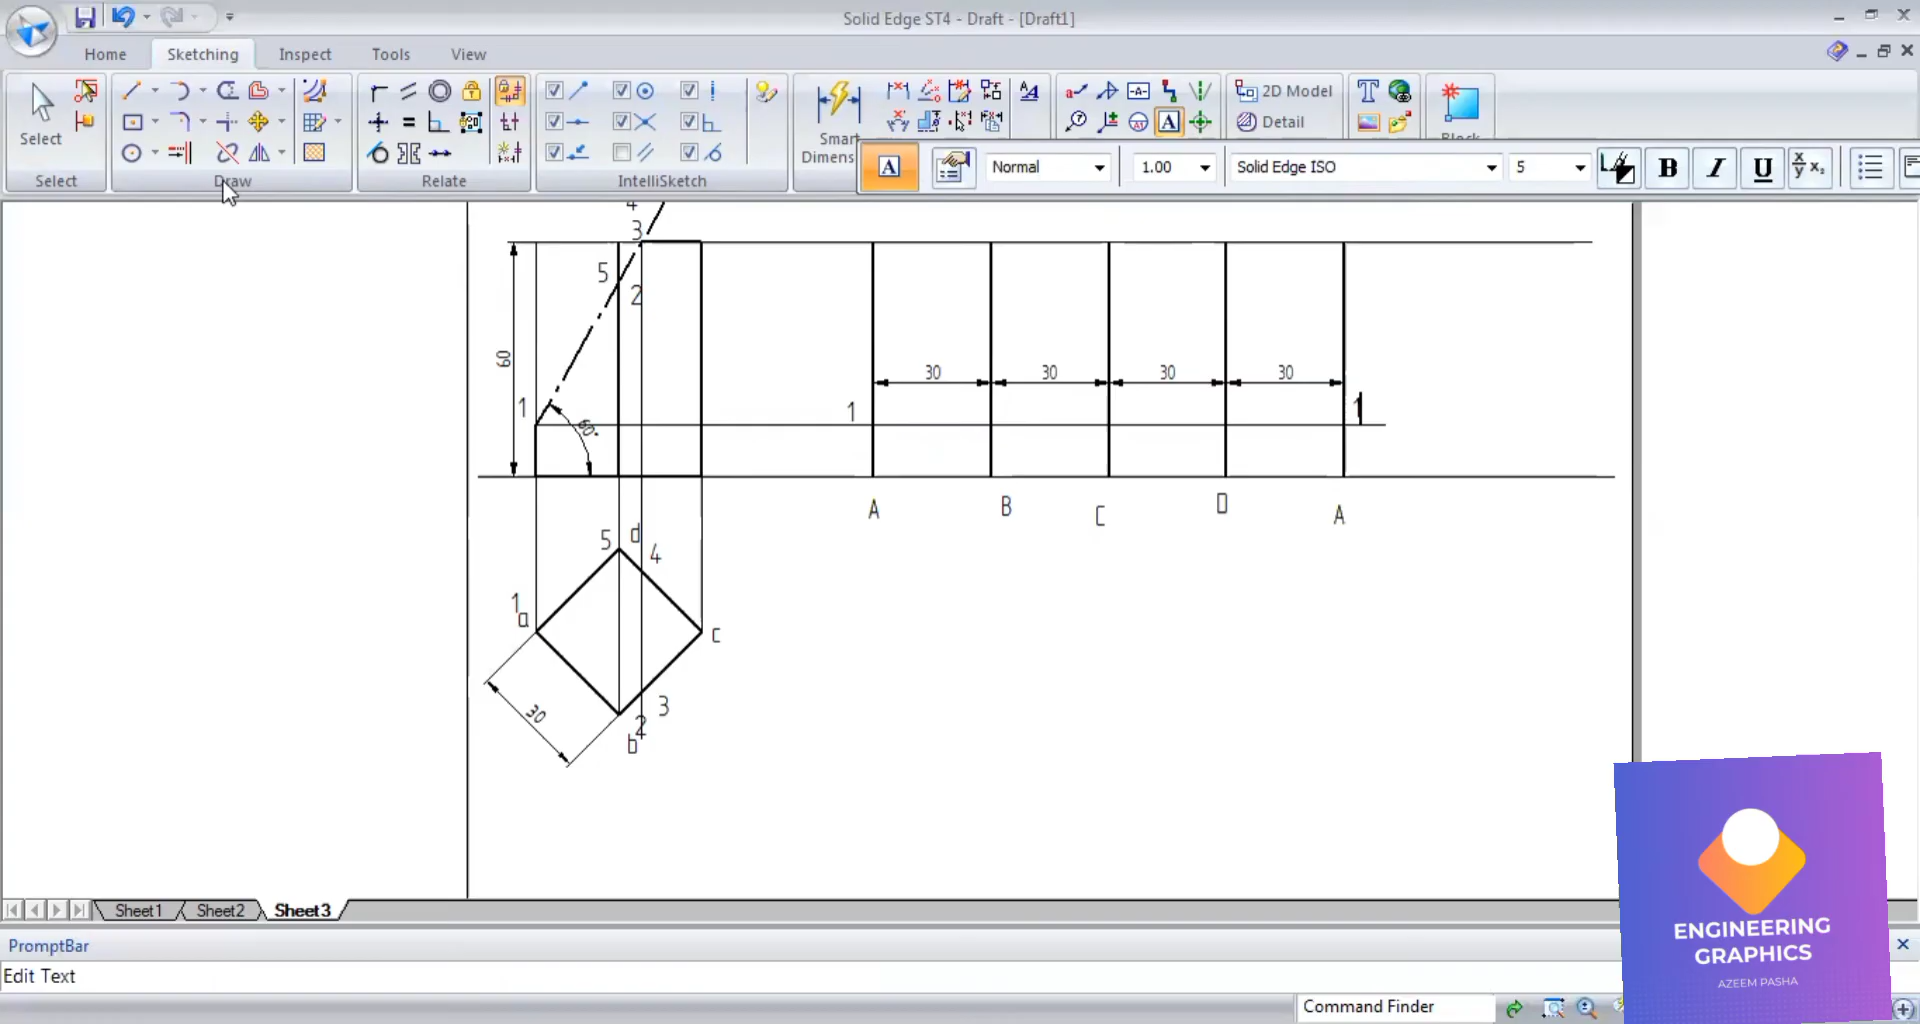 Solid Edge ST4 - Draft - [Draft1]
Home Sketching Inspect Tools View
Select
Smart
Dimens
2D Model
Detail
A
Normal 1.00 Solid Edge ISO 5 B I U
Select Draw Relate IntelliSketch
4
3
5
2
60
30 30 30 30
1 1 1
60°
A B C D A
5 d
4
1
a
c
30
3
2
b
Sheet1 Sheet2 Sheet3
PromptBar
Edit Text
Command Finder
ENGINEERING
GRAPHICS
AZEEM PASHA